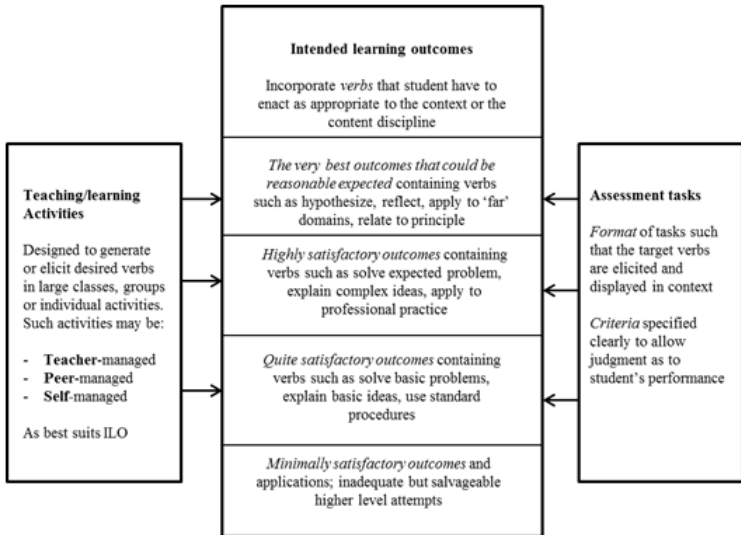 Teaching/learning
Activities
Designed to generate
or elicit desired verbs
in large classes, groups
or individual activities.
Such activities may be:
- Teacher-managed
- Peer-managed
- Self-managed
As best suits ILO
Intended learning outcomes
Incorporate verbs that student have to
enact as appropriate to the context or the
content discipline
The very best outcomes that could be
reasonable expected containing verbs
such as hypothesize, reflect, apply to ‘far’
domains, relate to principle
Highly satisfactory outcomes containing
verbs such as solve expected problem,
explain complex ideas, apply to
professional practice
Quite satisfactory outcomes containing
verbs such as solve basic problems,
explain basic ideas, use standard
procedures
Minimally satisfactory outcomes and
applications; inadequate but salvageable
higher level attempts
Assessment tasks
Format of tasks such
that the target verbs
are elicited and
displayed in context
Criteria specified
clearly to allow
judgment as to
student’s performance